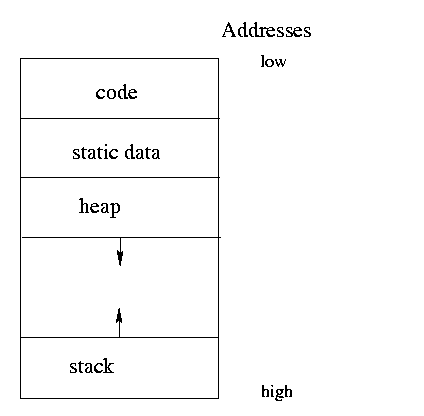 Addresses
low
code
static data
heap
stack
high